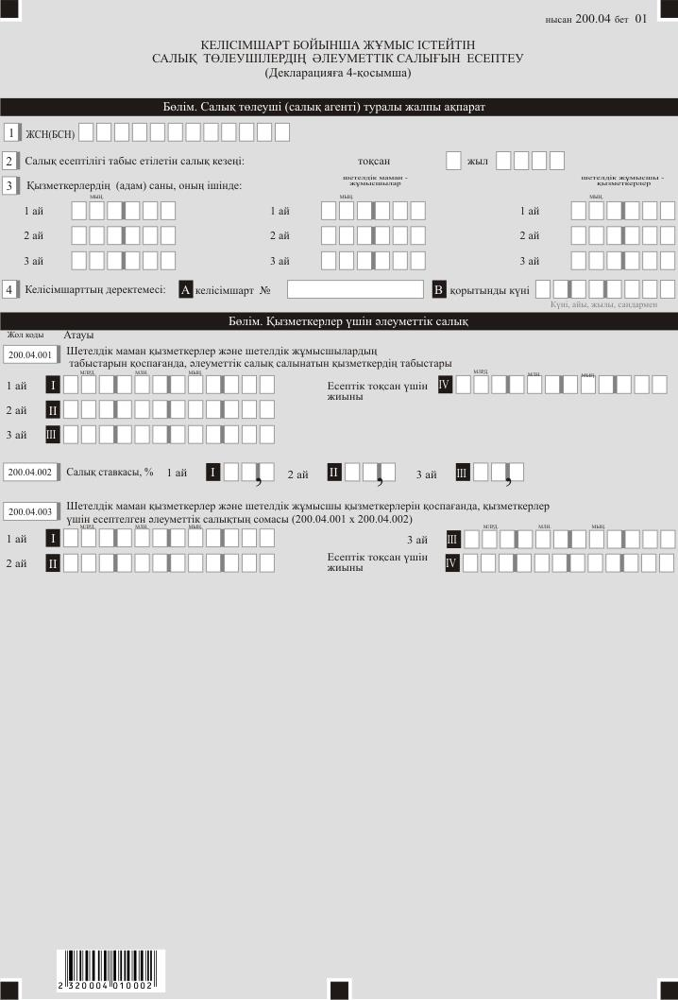 нысан 200.04 бет 01
КЕЛІСІМШАРТ БОЙЫНША ЖҰМЫС ІСТЕЙТІН
САЛЫҚ ТӨЛЕУШІЛЕРДІҢ ӘЛЕУМЕТТІК САЛЫҒЫН ЕСЕПТЕУ
(Декларацияға 4-қосымша)
Бөлім. Салық төлеуші (салық агенті) туралы жалпы ақпарат
1 ЖСН(БСН)
2 Салық есептілігі табыс етілетін салық кезеңі: тоқсан жыл
3 Қызметкерлердің (адам) саны, оның ішінде: шетелдік маман - жұмысшылар шетелдік жұмысшы - қызметкерлер
мың. мың. мың.
1 ай 1 ай 1 ай
2 ай 2 ай 2 ай
3 ай 3 ай 3 ай
4 Келісімшарттың деректемесі: A келісімшарт № B қорытынды күні
Күні, айы, жылы, сандармен
Бөлім. Қызметкерлер үшін әлеуметтік салық
Жол коды Атауы
200.04.001 Шетелдік маман қызметкерлер және шетелдік жұмысшылардың
табыстарын қоспағанда, әлеуметтік салық салынатын қызметкердің табыстары
млрд. млн. мың. млрд. млн. мың.
1 ай I Есептік тоқсан үшін жиыны IV
2 ай II
3 ай III
200.04.002 Салық ставкасы, % 1 ай I , 2 ай II , 3 ай III ,
200.04.003 Шетелдік маман қызметкерлер және шетелдік жұмысшы қызметкерлерін қоспағанда, қызметкерлер
үшін есептелген әлеуметтік салықтың сомасы (200.04.001 x 200.04.002)
млрд. млн. мың. млрд. млн. мың.
1 ай I 3 ай III
2 ай II Есептік тоқсан үшін жиыны IV
2 320004 010002